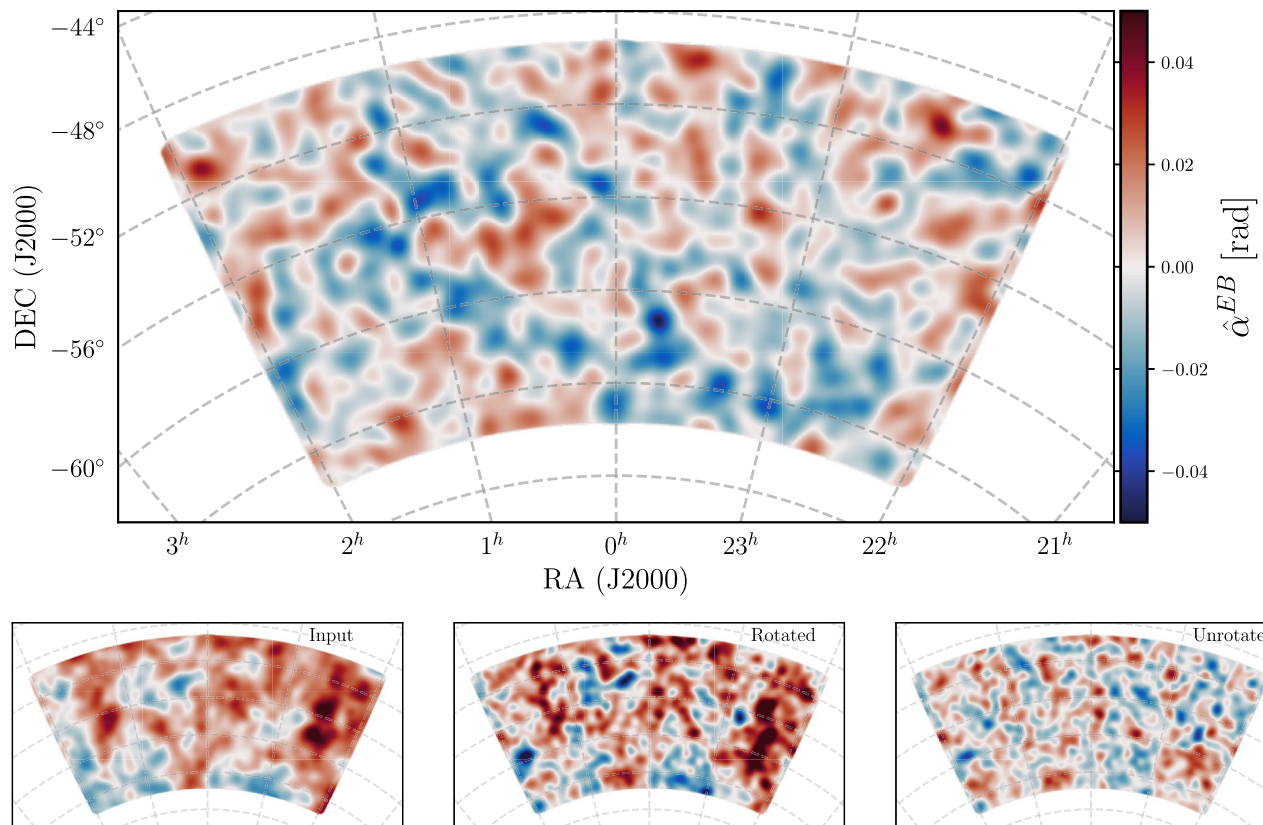 −44°
−48°
−52°
−56°
−60°
DEC (J2000)
3h 2h 1h 0h 23h 22h 21h
RA (J2000)
0.04
0.02
0.00
−0.02
−0.04
α̂^EB [rad]
Input
Rotated
Unrotate